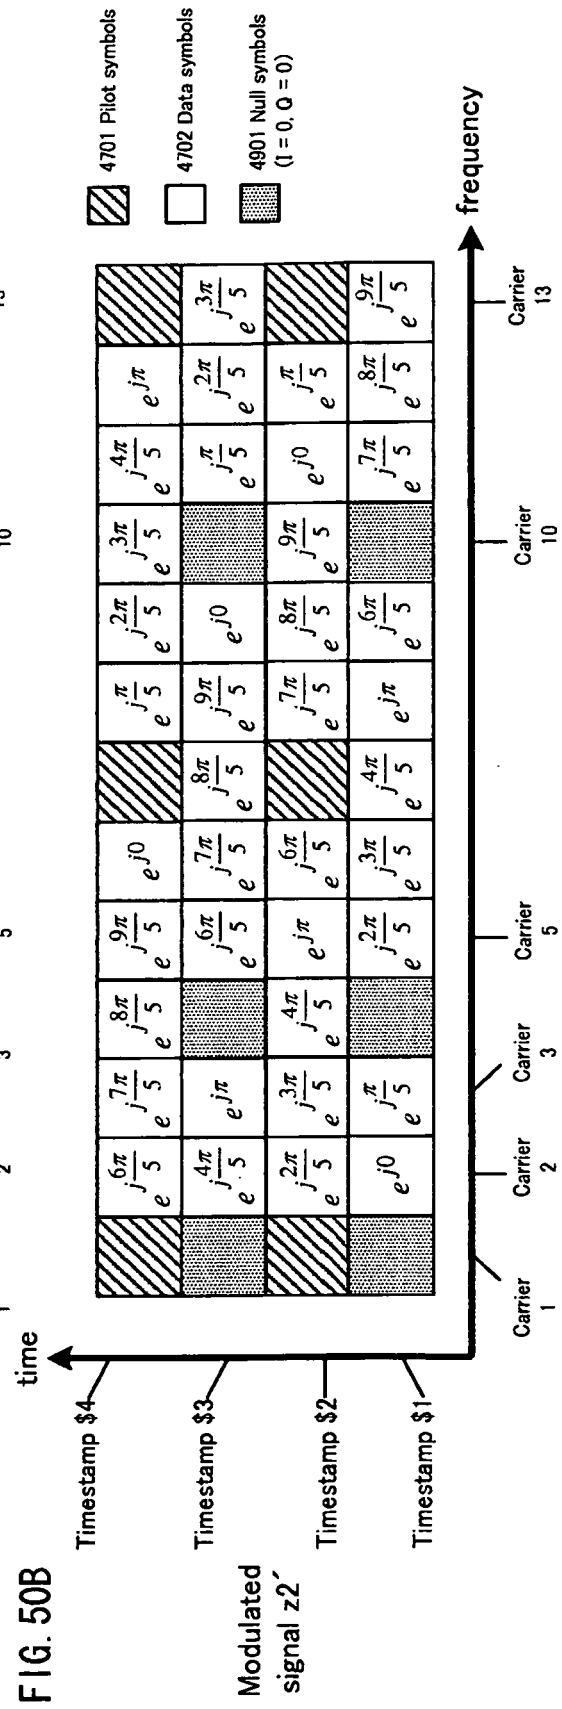 FIG. 50B
time
4701 Pilot symbols
4702 Data symbols
4901 Null symbols
(I = 0, Q = 0)
Modulated
signal z2´
Timestamp $4
e^{j6π/5} e^{j7π/5} e^{j8π/5} e^{j9π/5} e^{j0} e^{jπ/5} e^{j2π/5} e^{j3π/5} e^{j4π/5} e^{jπ}
Timestamp $3
e^{j4π/5} e^{jπ} e^{j6π/5} e^{j7π/5} e^{j8π/5} e^{j9π/5} e^{j0} e^{jπ/5} e^{j2π/5} e^{j3π/5}
Timestamp $2
e^{j2π/5} e^{j3π/5} e^{j4π/5} e^{jπ} e^{j6π/5} e^{j7π/5} e^{j8π/5} e^{j9π/5} e^{j0} e^{jπ/5}
Timestamp $1
e^{j0} e^{jπ/5} e^{j2π/5} e^{j3π/5} e^{j4π/5} e^{jπ} e^{j6π/5} e^{j7π/5} e^{j8π/5} e^{j9π/5}
frequency
Carrier
1
Carrier
2
Carrier
3
Carrier
5
Carrier
10
Carrier
13